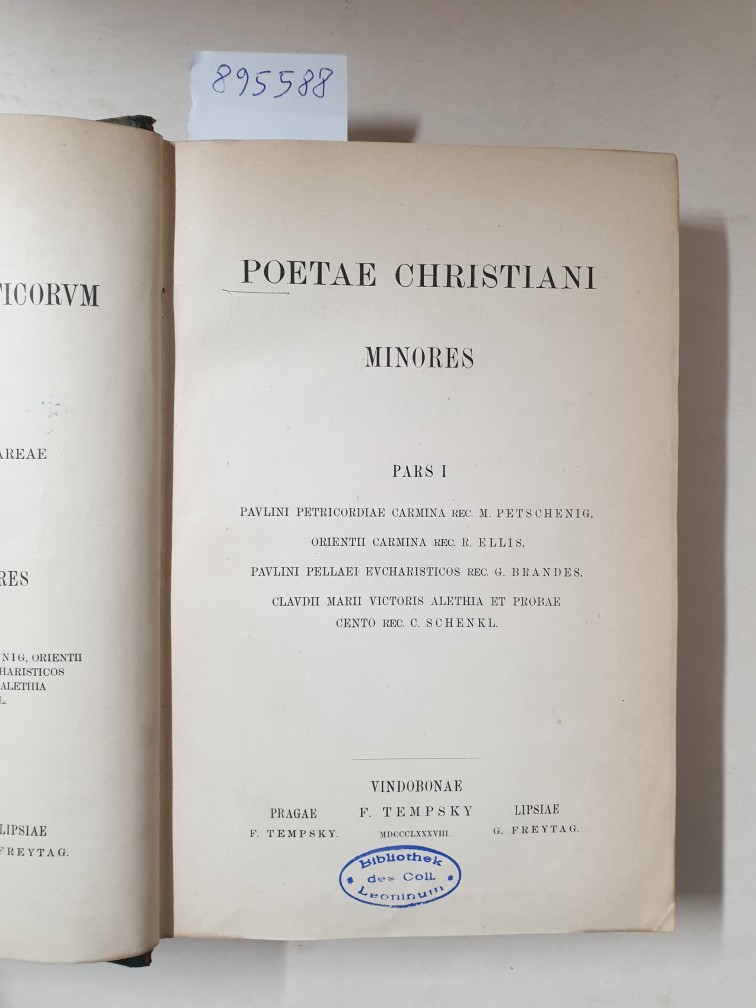 895588
TICORVM
AREAE
RES
NIG, ORIENTII
HARISTICOS
ALETHIA
L.
LIPSIAE
FREYTAG.
POETAE CHRISTIANI
MINORES
PARS I
PAVLINI PETRICORDIAE CARMINA REC. M. PETSCHENIG,
ORIENTII CARMINA REC. R. ELLIS,
PAVLINI PELLAEI EVCHARISTICOS REC. G. BRANDES,
CLAVDII MARII VICTORIS ALETHIA ET PROBAE
CENTO REC. C. SCHENKL.
VINDOBONAE
PRAGAE F. TEMPSKY LIPSIAE
F. TEMPSKY. MDCCCLXXXVIII. G. FREYTAG.
Bibliothek
des Coll.
Leoninum